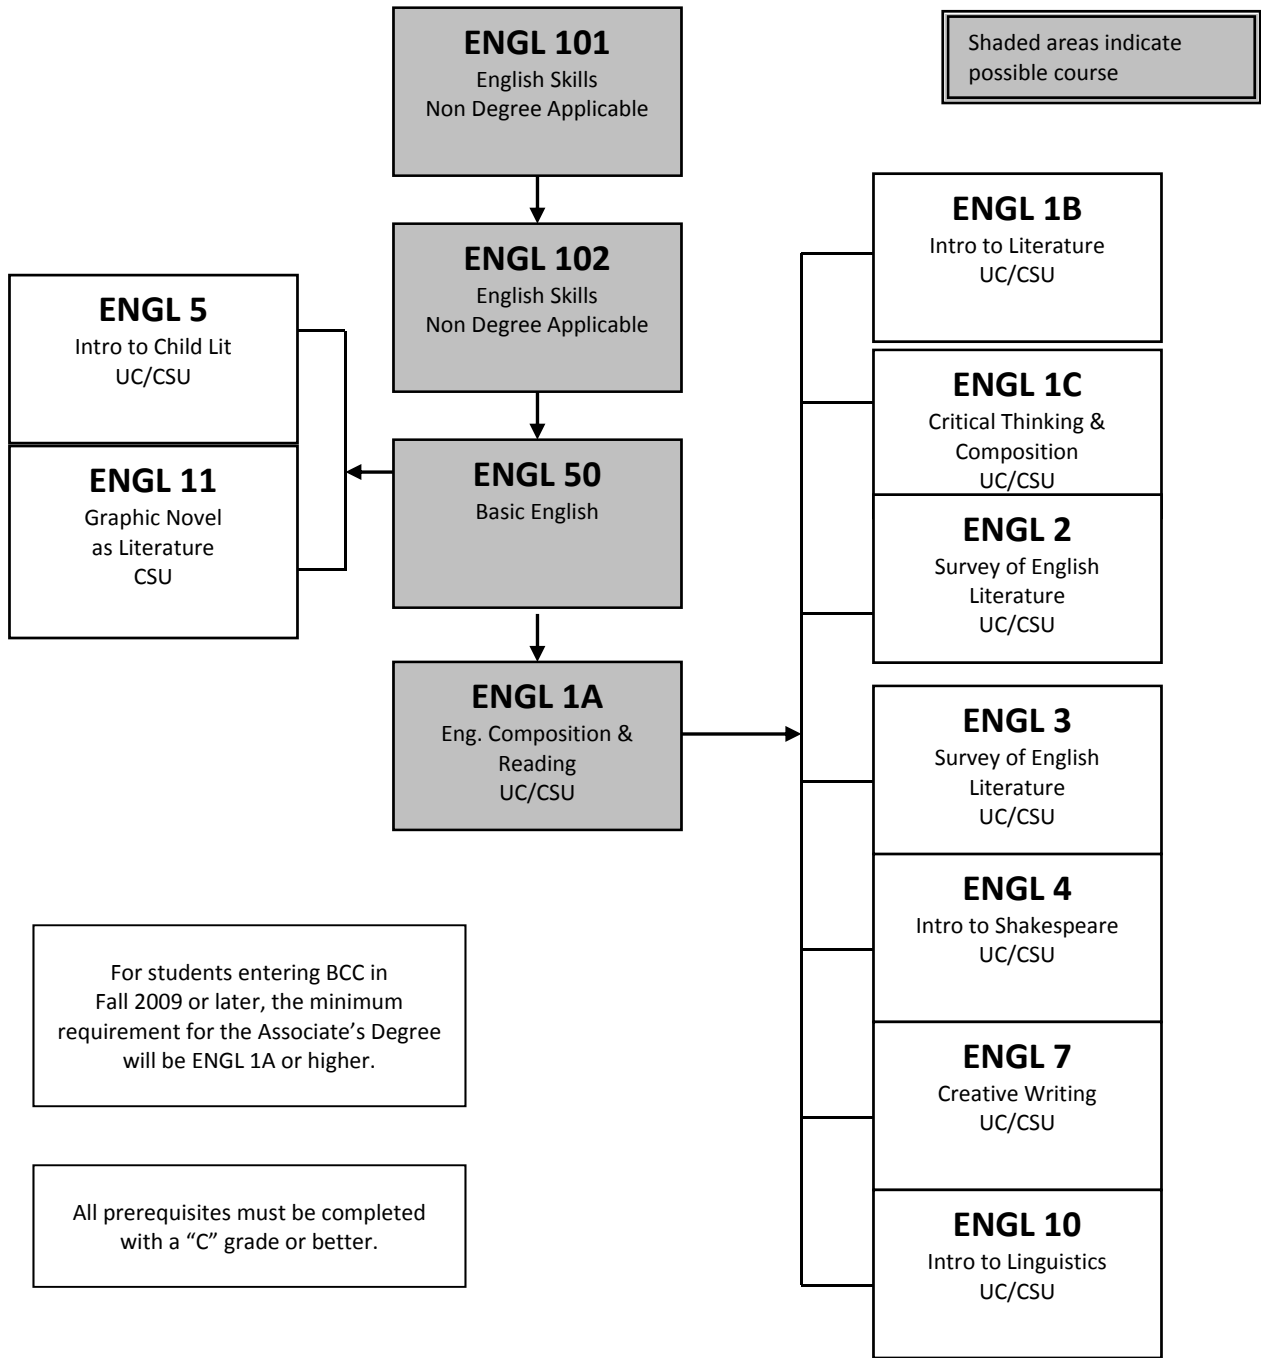 ENGL 101
English Skills
Non Degree Applicable
Shaded areas indicate
possible course
ENGL 102
English Skills
Non Degree Applicable
ENGL 5
Intro to Child Lit
UC/CSU
ENGL 11
Graphic Novel
as Literature
CSU
ENGL 50
Basic English
ENGL 1A
Eng. Composition &
Reading
UC/CSU
ENGL 1B
Intro to Literature
UC/CSU
ENGL 1C
Critical Thinking &
Composition
UC/CSU
ENGL 2
Survey of English
Literature
UC/CSU
ENGL 3
Survey of English
Literature
UC/CSU
ENGL 4
Intro to Shakespeare
UC/CSU
ENGL 7
Creative Writing
UC/CSU
ENGL 10
Intro to Linguistics
UC/CSU
For students entering BCC in
Fall 2009 or later, the minimum
requirement for the Associate’s Degree
will be ENGL 1A or higher.
All prerequisites must be completed
with a “C” grade or better.